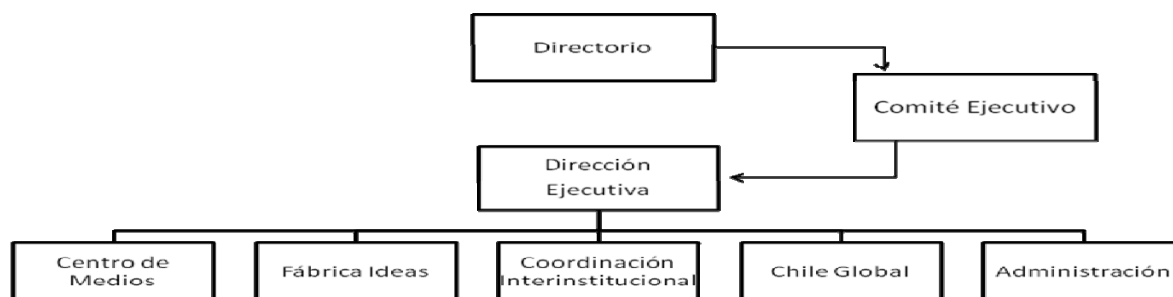 Directorio
Comité Ejecutivo
Dirección
Ejecutiva
Centro de
Medios
Fábrica Ideas
Coordinación
Interinstitucional
Chile Global
Administración